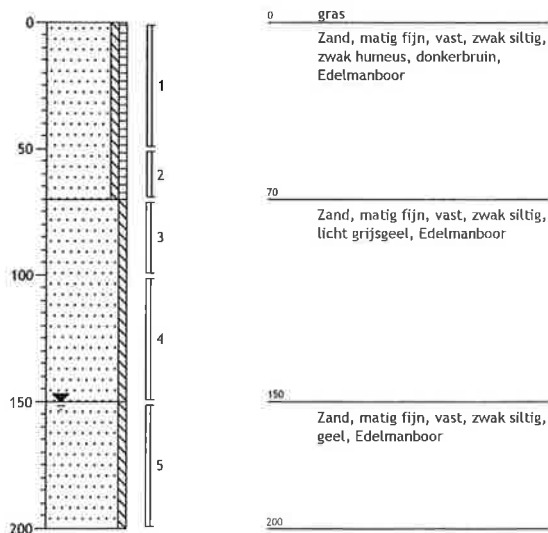 0
50
100
150
200
1
2
3
4
5
0 gras
Zand, matig fijn, vast, zwak siltig,
zwak humeus, donkerbruin,
Edelmanboor
70
Zand, matig fijn, vast, zwak siltig,
licht grijsgeel, Edelmanboor
150
Zand, matig fijn, vast, zwak siltig,
geel, Edelmanboor
200